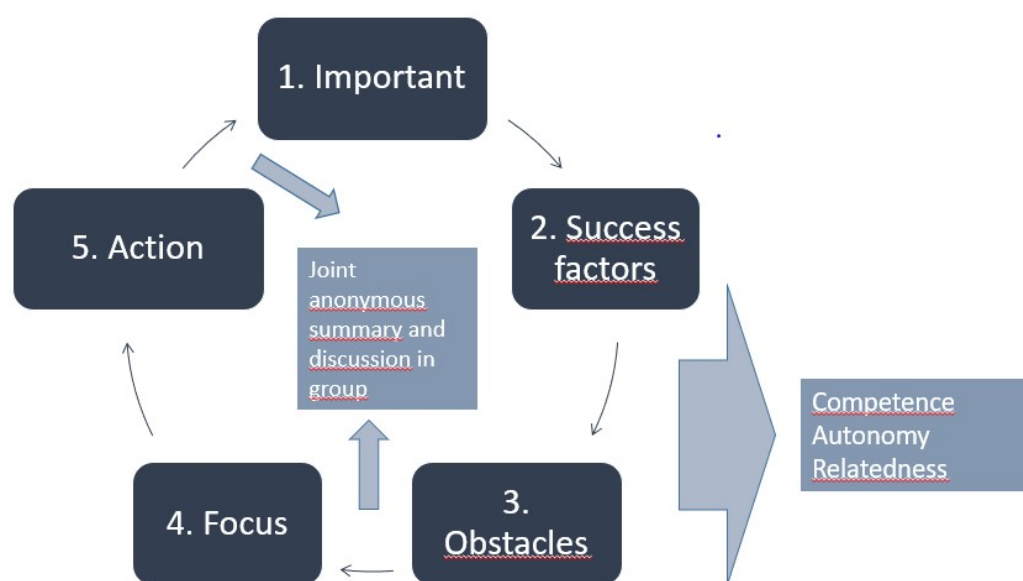 1. Important
2. Success
factors
3.
Obstacles
4. Focus
5. Action
Joint
anonymous
summary and
discussion in
group
Competence
Autonomy
Relatedness